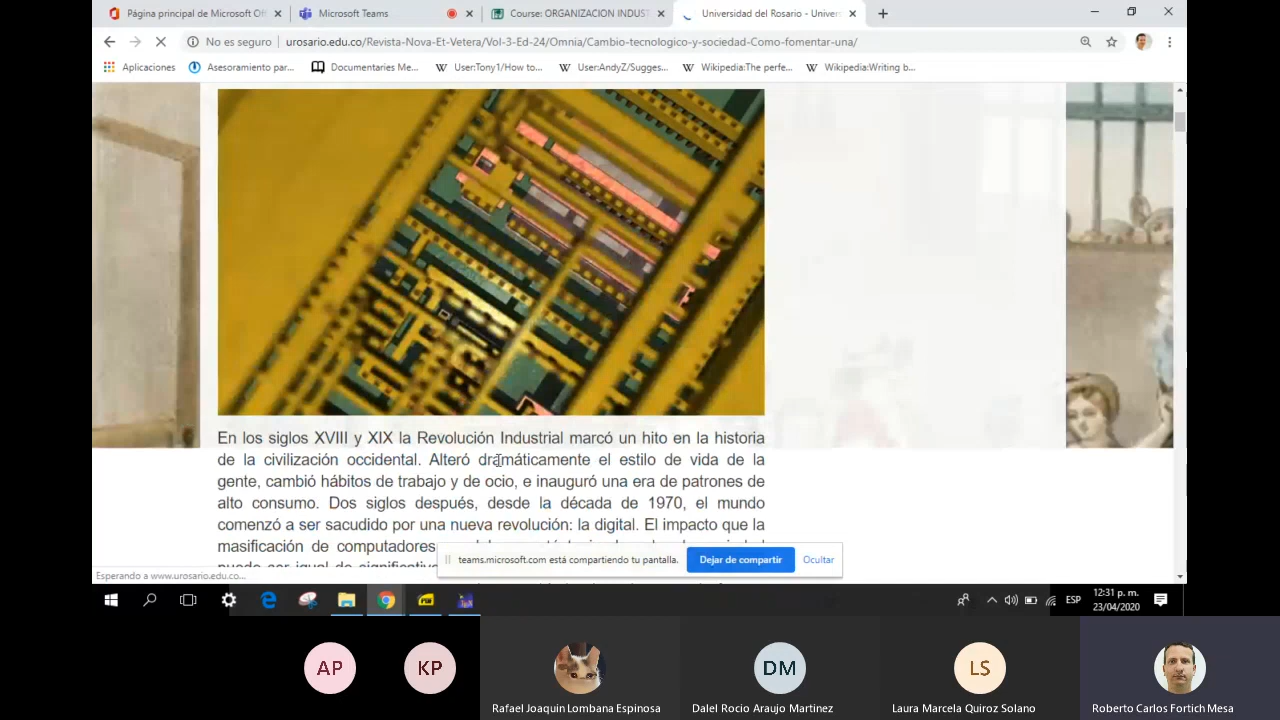 Página principal de Microsoft Of
Microsoft Teams
Course: ORGANIZACION INDUST
Universidad del Rosario - Univers
No es seguro
urosario.edu.co/Revista-Nova-Et-Vetera/Vol-3-Ed-24/Omnia/Cambio-tecnologico-y-sociedad-Como-fomentar-una/
Aplicaciones
Asesoramiento par...
Documentaries Me...
User:Tony1/How to...
User:AndyZ/Sugges...
Wikipedia:The perfe...
Wikipedia:Writing b...
En los siglos XVIII y XIX la Revolución Industrial marcó un hito en la historia
de la civilización occidental. Alteró dramáticamente el estilo de vida de la
gente, cambió hábitos de trabajo y de ocio, e inauguró una era de patrones de
alto consumo. Dos siglos después, desde la década de 1970, el mundo
comenzó a ser sacudido por una nueva revolución: la digital. El impacto que la
masificación de computadores
teams.microsoft.com está compartiendo tu pantalla.
Dejar de compartir
Ocultar
Esperando a www.urosario.edu.co...
ESP
12:31 p. m.
23/04/2020
AP
KP
DM
LS
Rafael Joaquin Lombana Espinosa
Dalel Rocio Araujo Martinez
Laura Marcela Quiroz Solano
Roberto Carlos Fortich Mesa